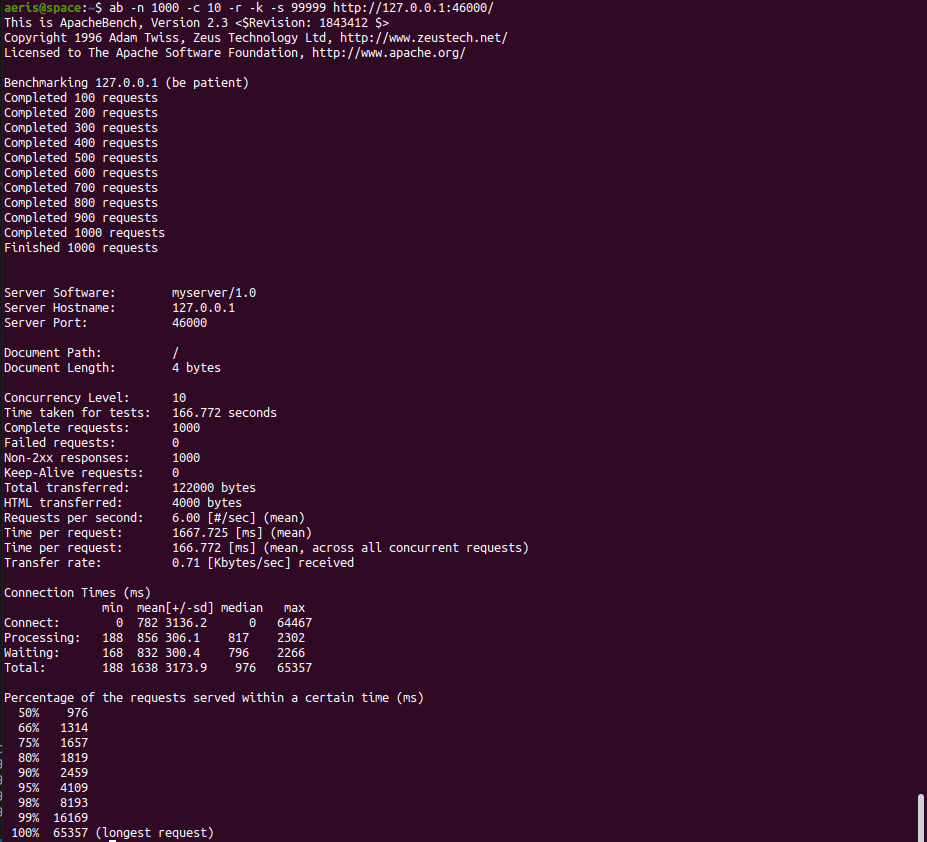 aeris@space:~$ ab -n 1000 -c 10 -r -k -s 99999 http://127.0.0.1:46000/
This is ApacheBench, Version 2.3 <$Revision: 1843412 $>
Copyright 1996 Adam Twiss, Zeus Technology Ltd, http://www.zeustech.net/
Licensed to The Apache Software Foundation, http://www.apache.org/

Benchmarking 127.0.0.1 (be patient)
Completed 100 requests
Completed 200 requests
Completed 300 requests
Completed 400 requests
Completed 500 requests
Completed 600 requests
Completed 700 requests
Completed 800 requests
Completed 900 requests
Completed 1000 requests
Finished 1000 requests

Server Software:        myserver/1.0
Server Hostname:        127.0.0.1
Server Port:            46000

Document Path:          /
Document Length:        4 bytes

Concurrency Level:      10
Time taken for tests:   166.772 seconds
Complete requests:      1000
Failed requests:        0
Non-2xx responses:      1000
Keep-Alive requests:    0
Total transferred:      122000 bytes
HTML transferred:       4000 bytes
Requests per second:    6.00 [#/sec] (mean)
Time per request:       1667.725 [ms] (mean)
Time per request:       166.772 [ms] (mean, across all concurrent requests)
Transfer rate:          0.71 [Kbytes/sec] received

Connection Times (ms)
              min  mean[+/-sd] median   max
Connect:        0  782 3136.2      0   64467
Processing:   188  856 306.1    817    2302
Waiting:      168  832 300.4    796    2266
Total:        188 1638 3173.9    976   65357

Percentage of the requests served within a certain time (ms)
  50%    976
  66%   1314
  75%   1657
  80%   1819
  90%   2459
  95%   4109
  98%   8193
  99%  16169
 100%  65357 (longest request)